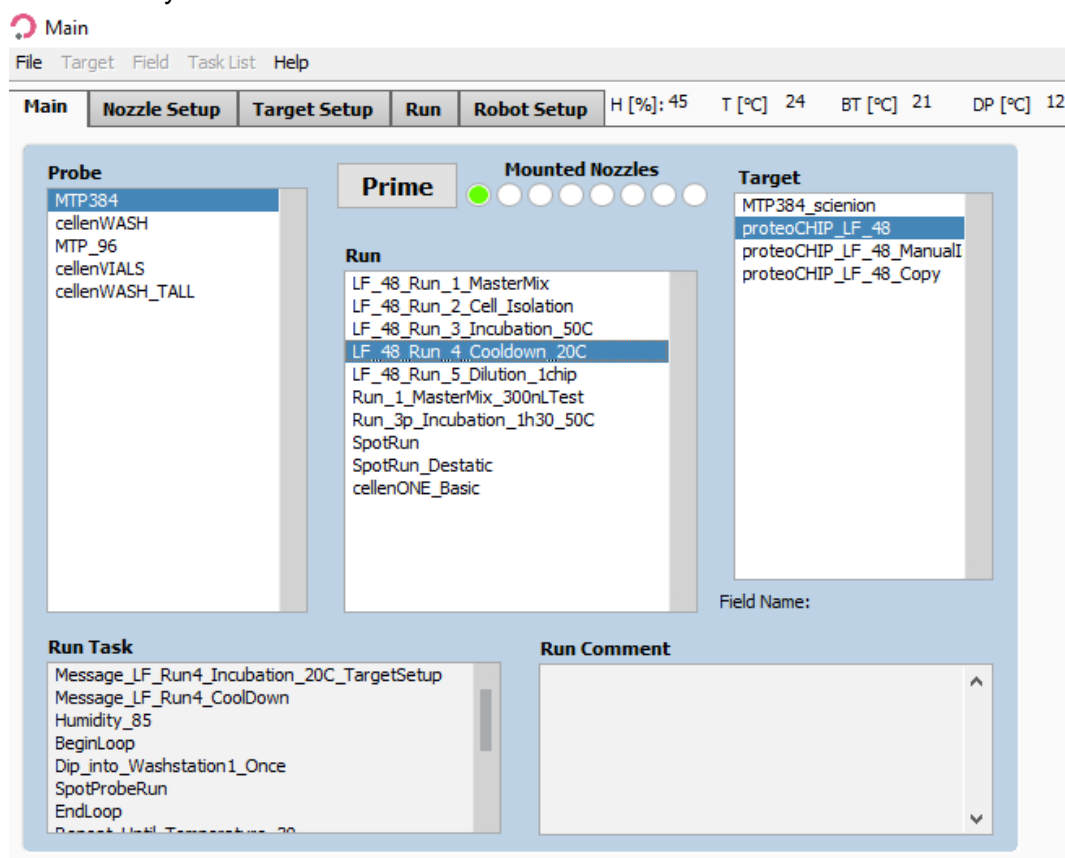 Main
File Target Field Task List Help
Main Nozzle Setup Target Setup Run Robot Setup H [%]: 45 T [°C] 24 BT [°C] 21 DP [°C] 12
Probe
MTP384
cellenWASH
MTP_96
cellenVIALS
cellenWASH_TALL
Prime
Mounted Nozzles
Run
LF_48_Run_1_MasterMix
LF_48_Run_2_Cell_Isolation
LF_48_Run_3_Incubation_50C
LF_48_Run_4_Cooldown_20C
LF_48_Run_5_Dilution_1chip
Run_1_MasterMix_300nLTest
Run_3p_Incubation_1h30_50C
SpotRun
SpotRun_Destatic
cellenONE_Basic
Target
MTP384_scienion
proteoCHIP_LF_48
proteoCHIP_LF_48_ManualI
proteoCHIP_LF_48_Copy
Field Name:
Run Task
Message_LF_Run4_Incubation_20C_TargetSetup
Message_LF_Run4_CoolDown
Humidity_85
BeginLoop
Dip_into_Washstation1_Once
SpotProbeRun
EndLoop
Repeat_Until_Temperature_20
Run Comment